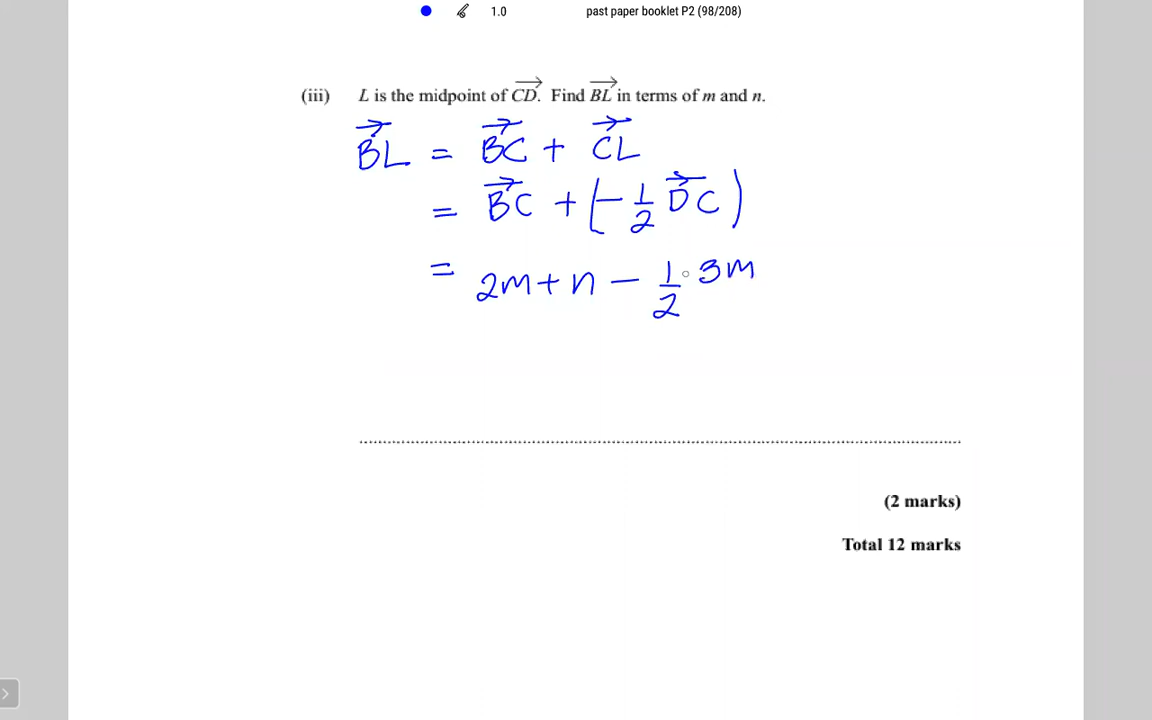 1.0 past paper booklet P2 (98/208)
(iii) L is the midpoint of \overrightarrow{CD}. Find \overrightarrow{BL} in terms of m and n.
\overrightarrow{BL} = \overrightarrow{BC} + \overrightarrow{CL}
= \overrightarrow{BC} + (-\frac{1}{2} \overrightarrow{DC})
= 2m + n - \frac{1}{2} \cdot 3m
(2 marks)
Total 12 marks